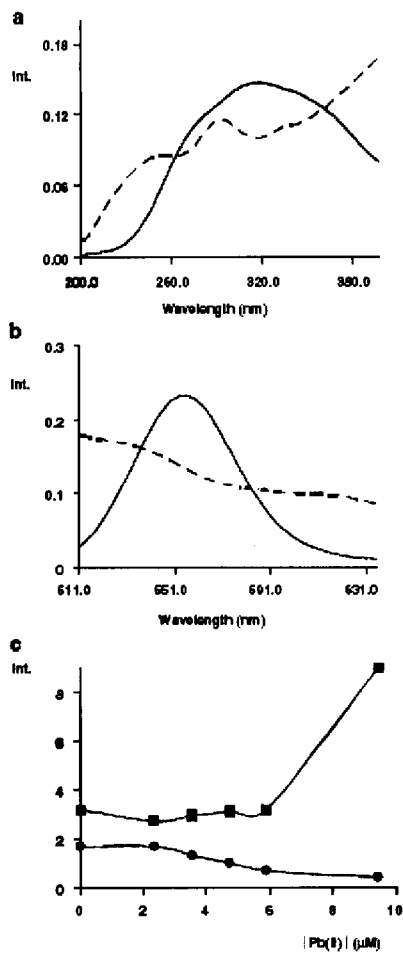 a
0.18
Int.
0.12
0.06
0.00
200.0 260.0 320.0 380.0
Wavelength (nm)
b
0.3
Int.
0.2
0.1
0
511.0 551.0 591.0 631.0
Wavelength (nm)
c
Int.
8
6
4
2
0
0 2 4 6 8 10
[Pb(II)] (μM)